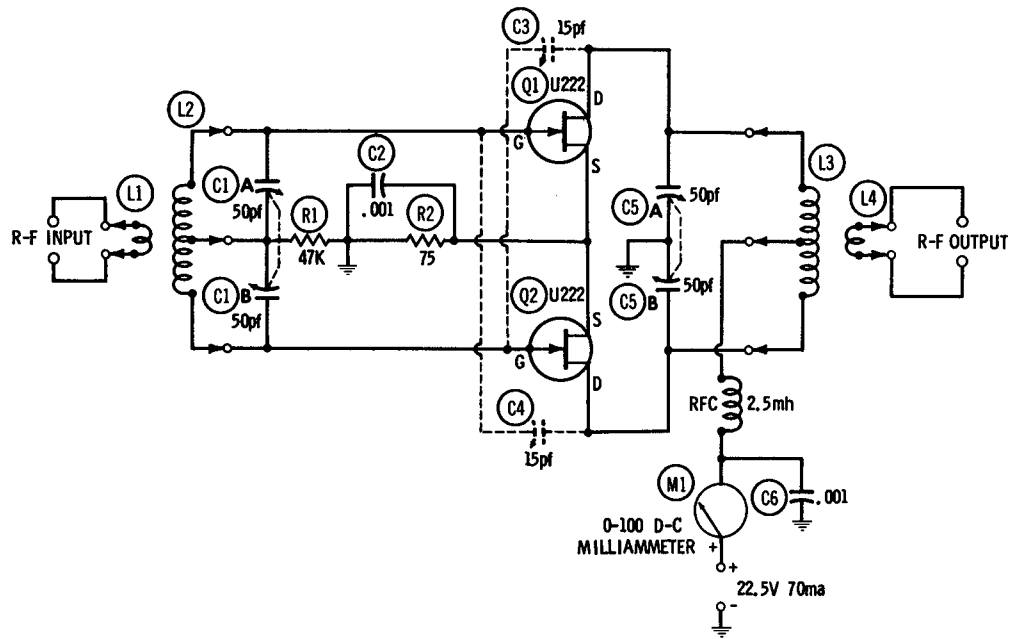 C3
15pf
Q1
U222
D
G
S
L2
C2
.001
L1
C1
A
50pf
R1
47K
R2
75
C5
A
50pf
L3
L4
R-F INPUT
R-F OUTPUT
C1
B
50pf
Q2
U222
C5
B
50pf
S
G
D
C4
15pf
RFC
2.5mh
M1
C6
.001
0-100 D-C
MILLIAMMETER
+
+
22.5V 70ma
-